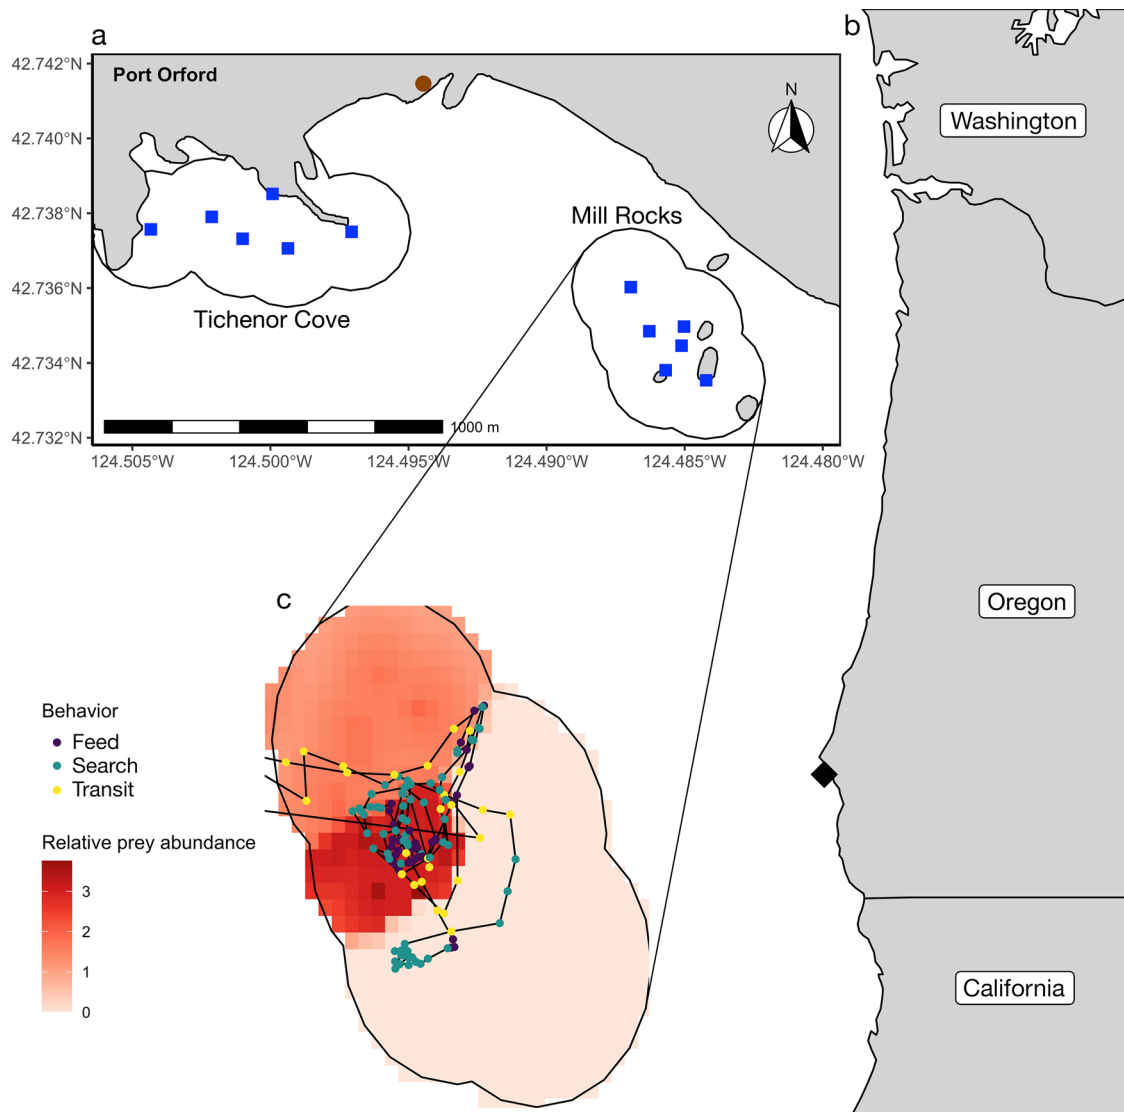 a
b
Port Orford
N
Washington
Mill Rocks
Tichenor Cove
1000 m
42.742°N
42.740°N
42.738°N
42.736°N
42.734°N
42.732°N
124.505°W
124.500°W
124.495°W
124.490°W
124.485°W
124.480°W
c
Oregon
Behavior
Feed
Search
Transit
Relative prey abundance
3
2
1
0
California